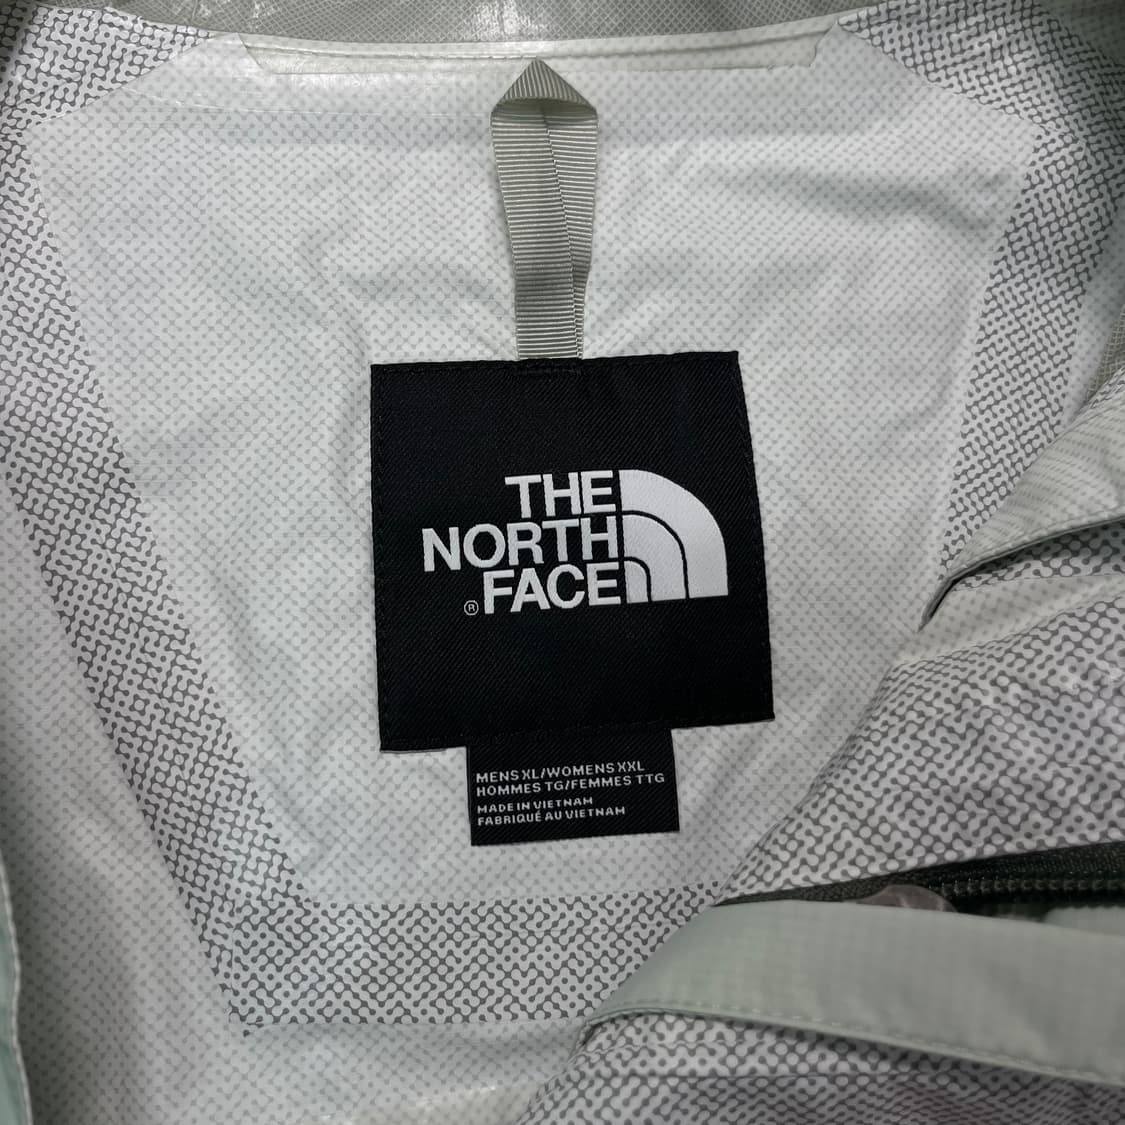 THE
NORTH
® FACE
MENS XL/WOMENS XXL
HOMMES TG/FEMMES TTG
MADE IN VIETNAM
FABRIQUÉ AU VIETNAM